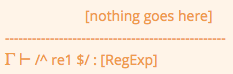 [nothing goes here]
Γ ⊢ /^ re1 $/ : [RegExp]